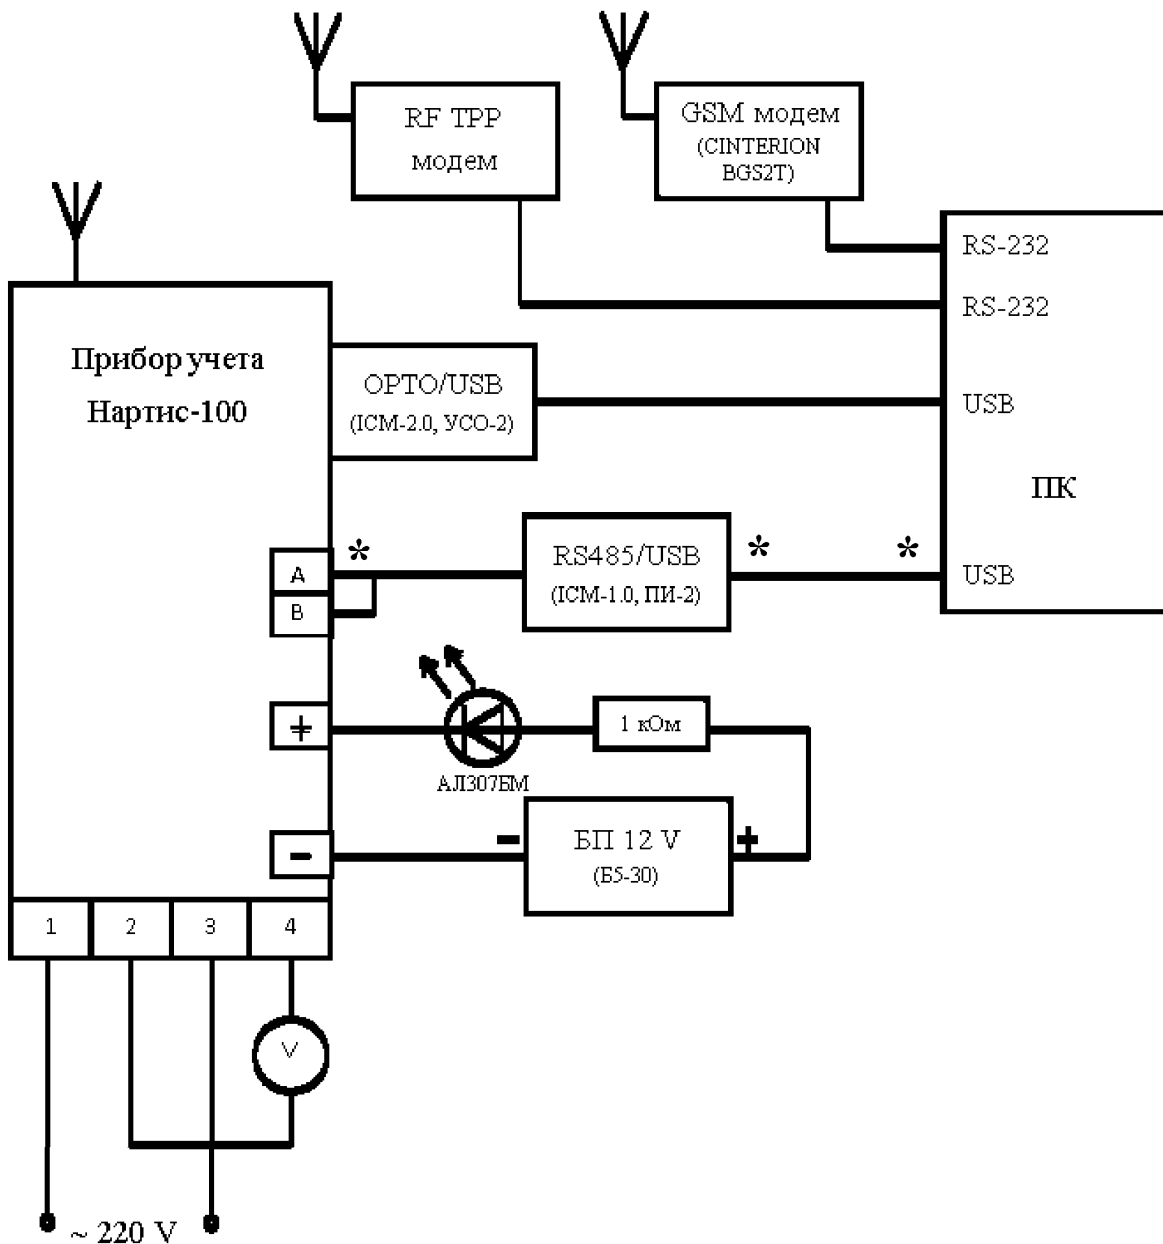 RF TPP
модем
GSM модем
(CINTERION
BGS2T)
RS-232
RS-232
Прибор учета
Нартис-100
OPTO/USB
(ICM-2.0, УСО-2)
USB
ПК
A
*
RS485/USB
(ICM-1.0, ПИ-2)
*
*
USB
B
+
1 кОм
АЛ307БМ
-
-
БП 12 V
(Б5-30)
+
1
2
3
4
V
~ 220 V